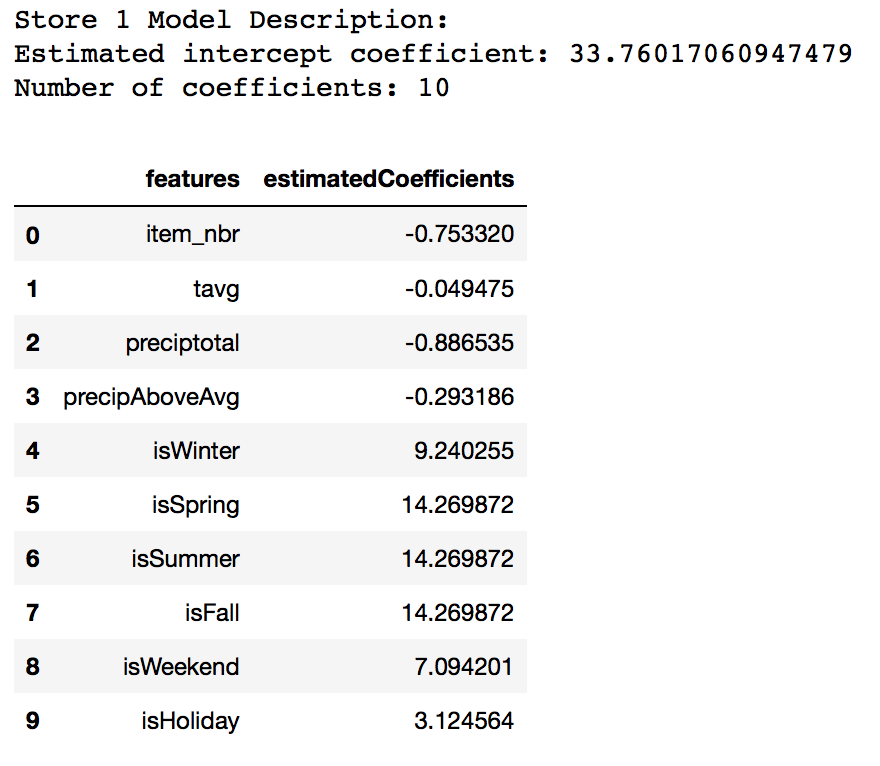 Store 1 Model Description:
Estimated intercept coefficient: 33.76017060947479
Number of coefficients: 10
features estimatedCoefficients
0 item_nbr -0.753320
1 tavg -0.049475
2 preciptotal -0.886535
3 precipAboveAvg -0.293186
4 isWinter 9.240255
5 isSpring 14.269872
6 isSummer 14.269872
7 isFall 14.269872
8 isWeekend 7.094201
9 isHoliday 3.124564